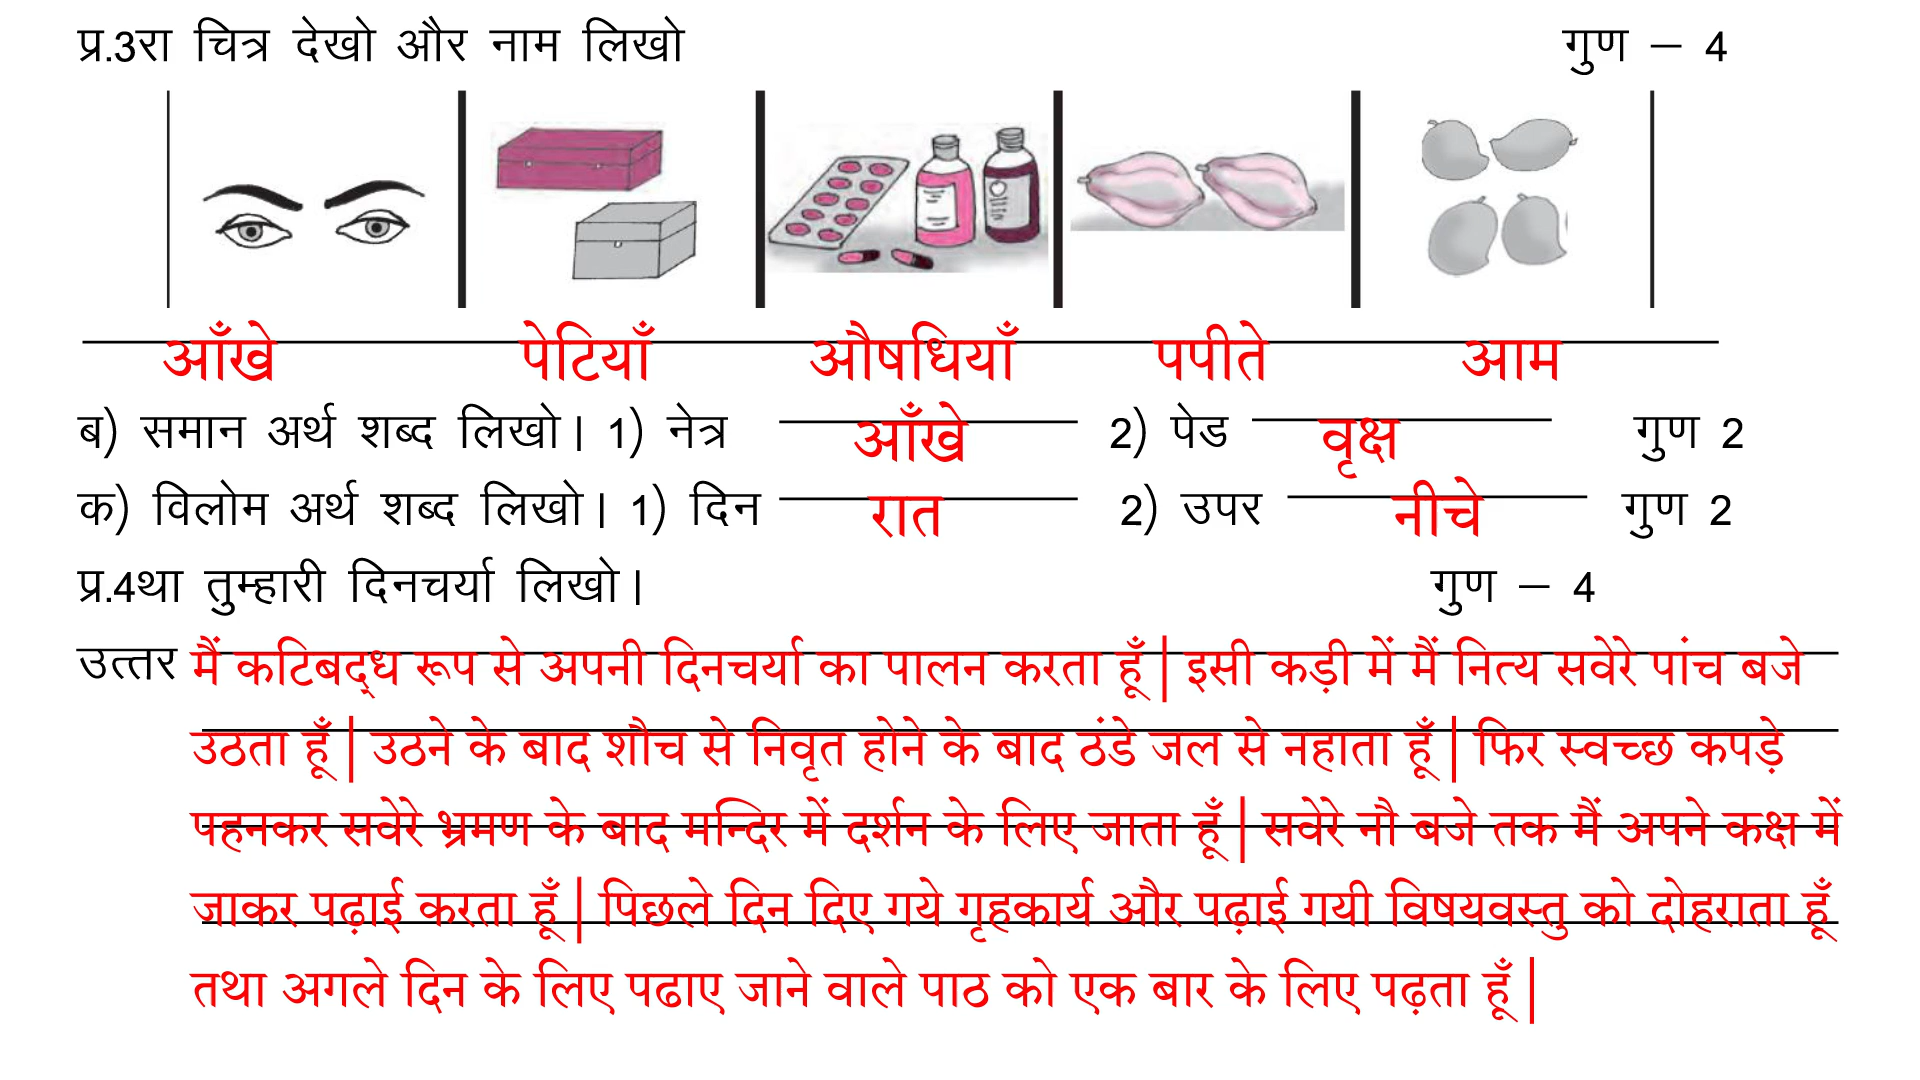 प्र.3रा चित्र देखो और नाम लिखो गुण – 4
आँखे पेटियाँ औषधियाँ पपीते आम
ब) समान अर्थ शब्द लिखो। 1) नेत्र आँखे 2) पेड वृक्ष गुण 2
क) विलोम अर्थ शब्द लिखो। 1) दिन रात 2) उपर नीचे गुण 2
प्र.4था तुम्हारी दिनचर्या लिखो। गुण – 4
उत्तर मैं कटिबद्ध रूप से अपनी दिनचर्या का पालन करता हूँ| इसी कड़ी में मैं नित्य सवेरे पांच बजे
उठता हूँ| उठने के बाद शौच से निवृत होने के बाद ठंडे जल से नहाता हूँ| फिर स्वच्छ कपड़े
पहनकर सवेरे भ्रमण के बाद मन्दिर में दर्शन के लिए जाता हूँ| सवेरे नौ बजे तक मैं अपने कक्ष में
जाकर पढ़ाई करता हूँ| पिछले दिन दिए गये गृहकार्य और पढ़ाई गयी विषयवस्तु को दोहराता हूँ
तथा अगले दिन के लिए पढाए जाने वाले पाठ को एक बार के लिए पढ़ता हूँ|